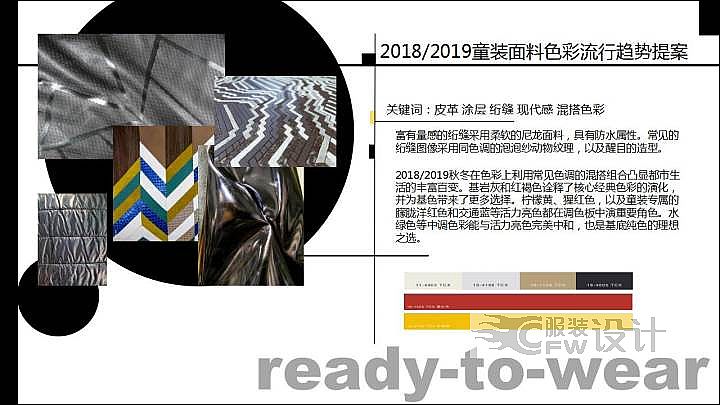 2018/2019童装面料色彩流行趋势提案
关键词：皮革 涂层 绗缝 现代感 混搭色彩
富有量感的绗缝采用柔软的尼龙面料，具有防水属性。常见的
绗缝图像采用同色调的泡泡纱动物纹理，以及醒目的造型。
2018/2019秋冬在色彩上利用常见色调的混搭组合凸显都市生
活的丰富百变。基岩灰和红褐色诠释了核心经典色彩的演化，
并为基色带来了更多选择。柠檬黄、猩红色，以及童装专属的
朦胧洋红色和交通蓝等活力亮色都在调色板中演重要角色。水
绿色等中调色彩能与活力亮色完美中和，也是基底纯色的理想
之选。
服装设计
CFW
ready-to-wear